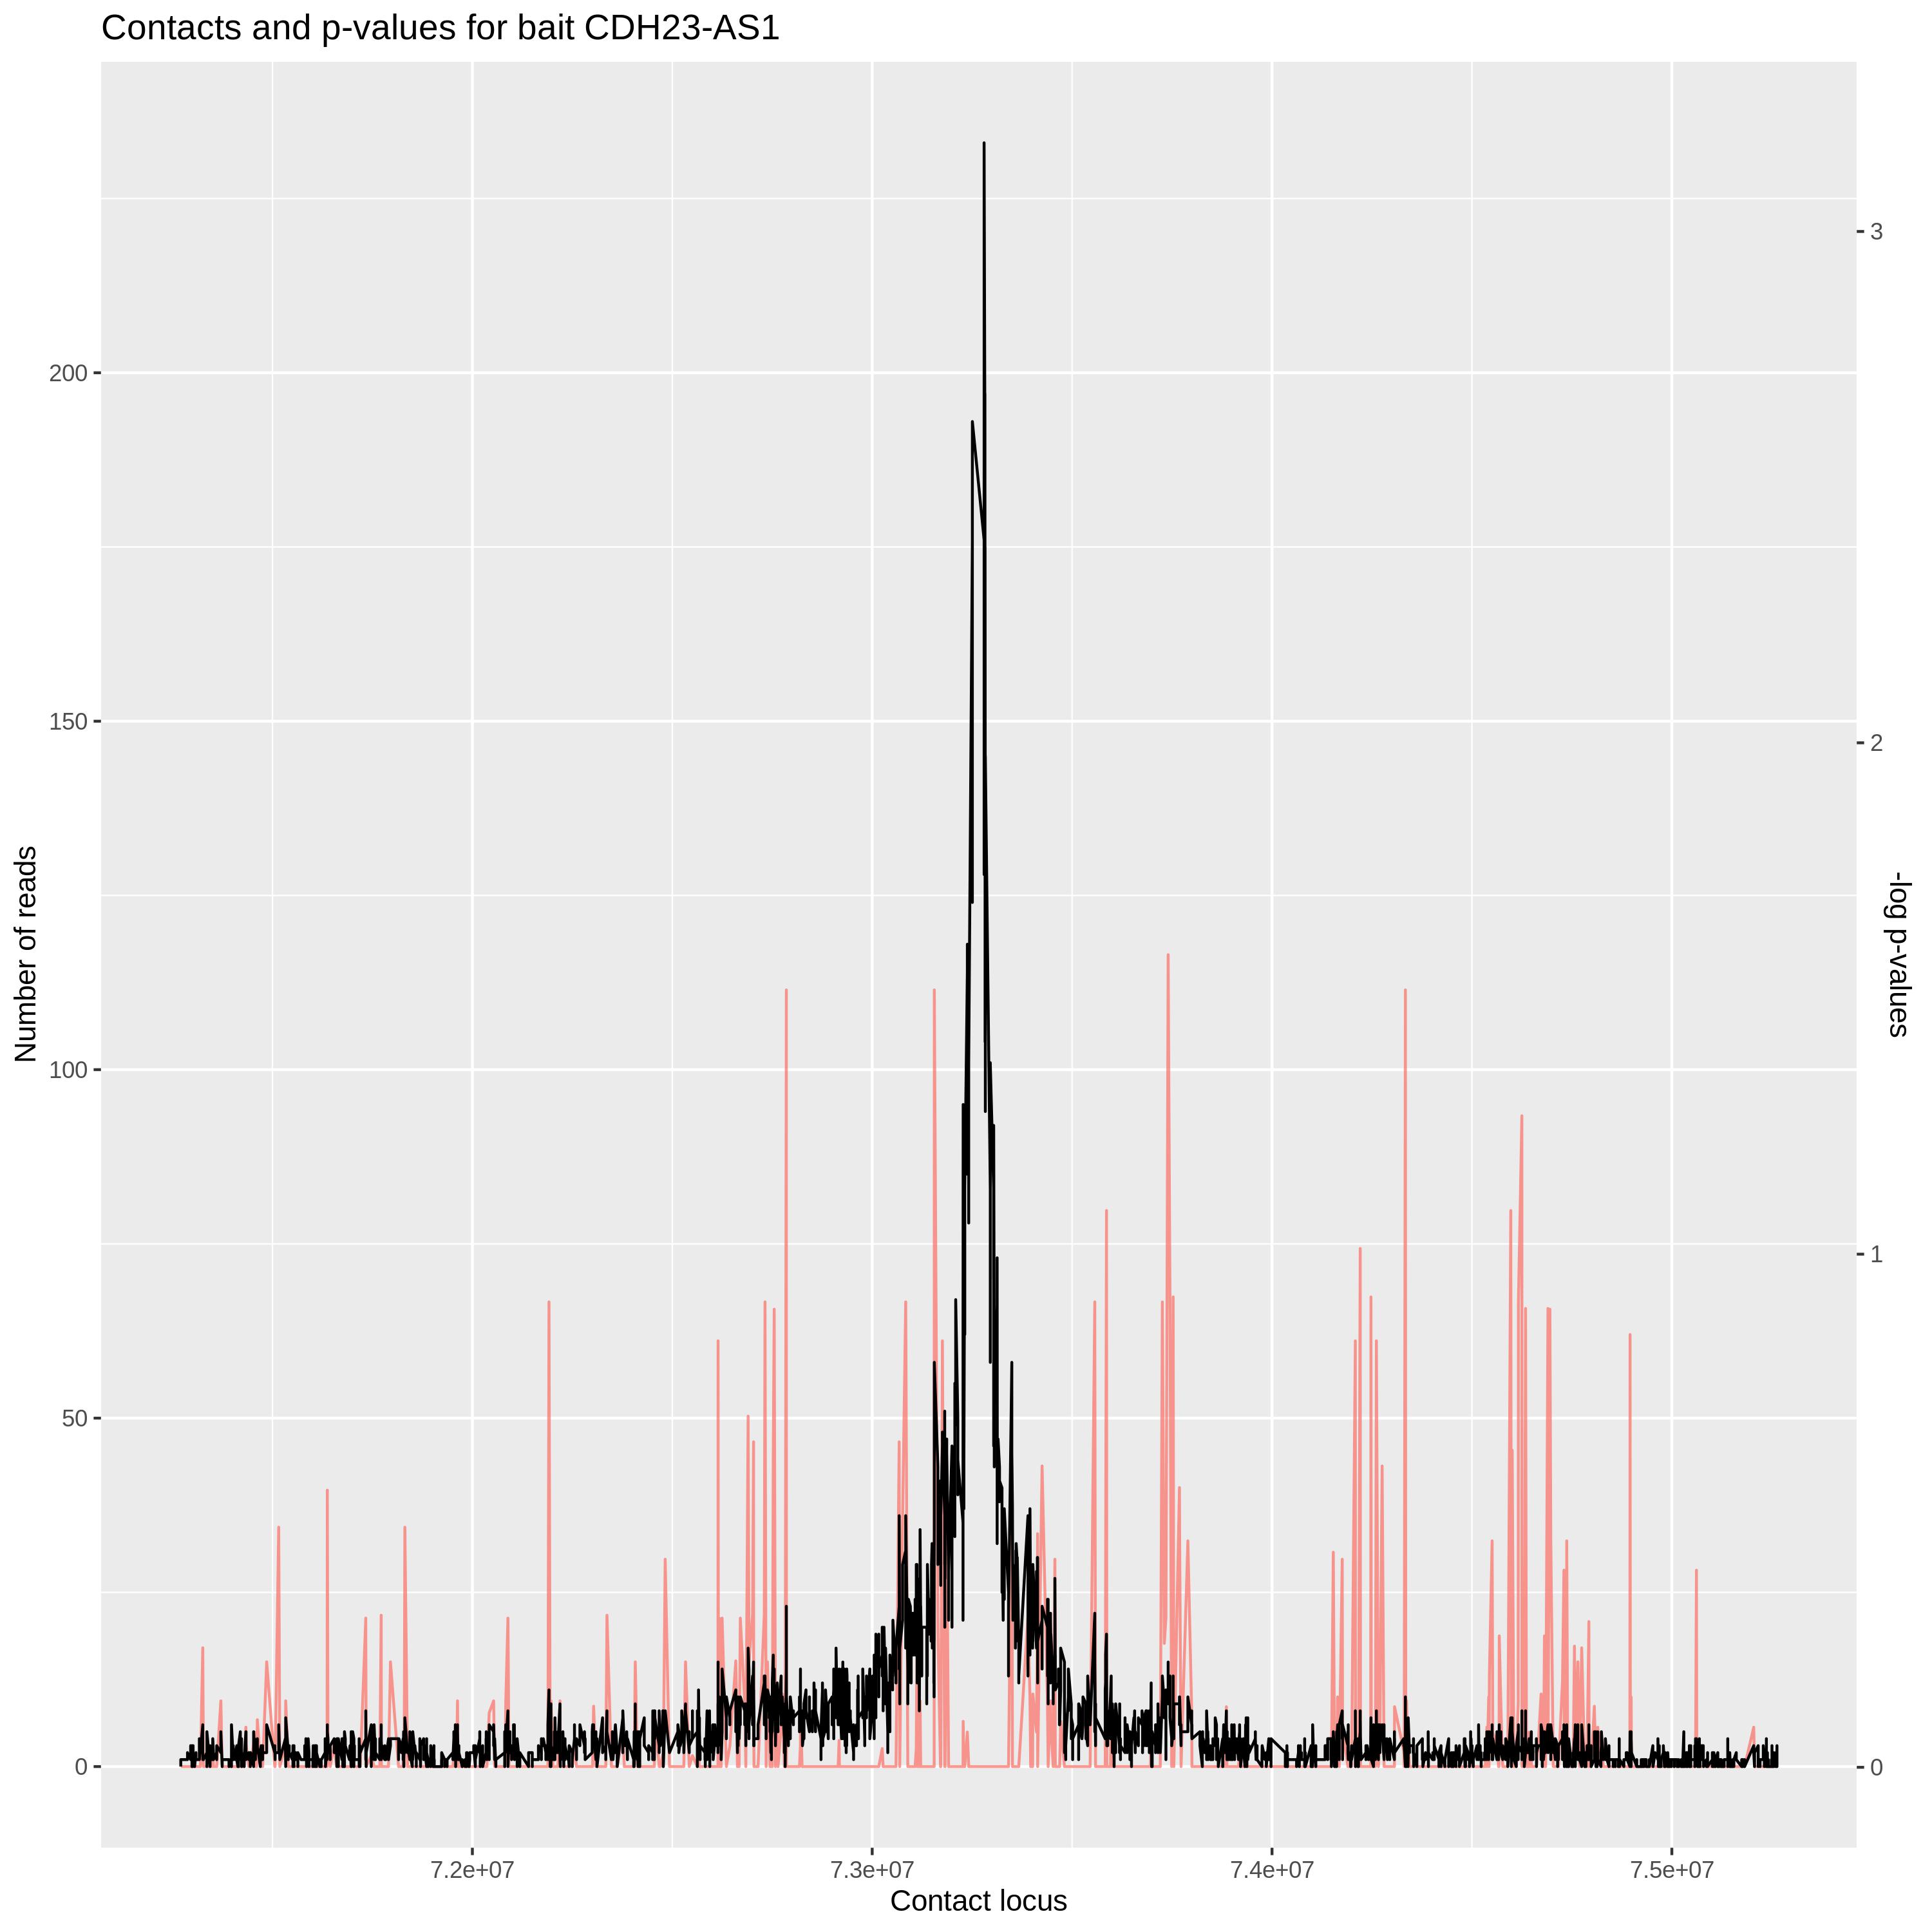 Contacts and p-values for bait CDH23-AS1
Number of reads
200
150
100
50
0
3
2
1
0
-log p-values
7.2e+07
7.3e+07
7.4e+07
7.5e+07
Contact locus